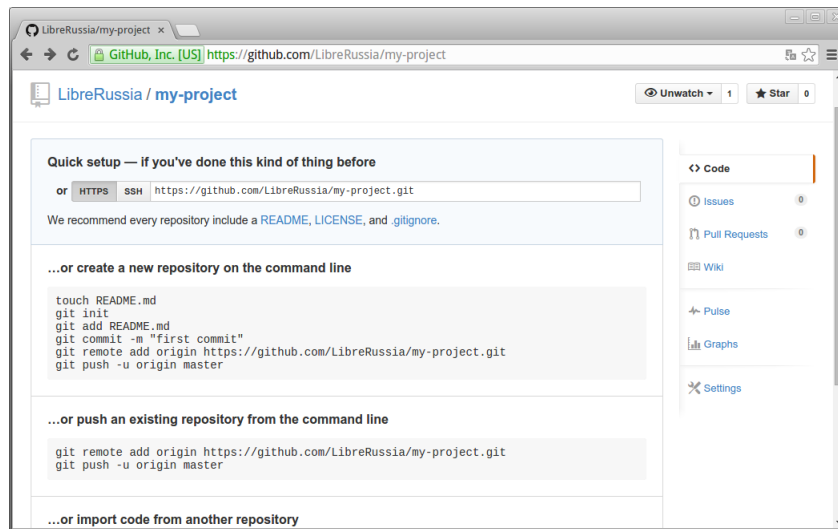 LibreRussia/my-project ×
GitHub, Inc. [US] https://github.com/LibreRussia/my-project
LibreRussia / my-project
Unwatch 1 Star 0
Quick setup — if you've done this kind of thing before
or HTTPS SSH https://github.com/LibreRussia/my-project.git
We recommend every repository include a README, LICENSE, and .gitignore.
…or create a new repository on the command line
touch README.md
git init
git add README.md
git commit -m "first commit"
git remote add origin https://github.com/LibreRussia/my-project.git
git push -u origin master
…or push an existing repository from the command line
git remote add origin https://github.com/LibreRussia/my-project.git
git push -u origin master
…or import code from another repository
<> Code
Issues 0
Pull Requests 0
Wiki
Pulse
Graphs
Settings